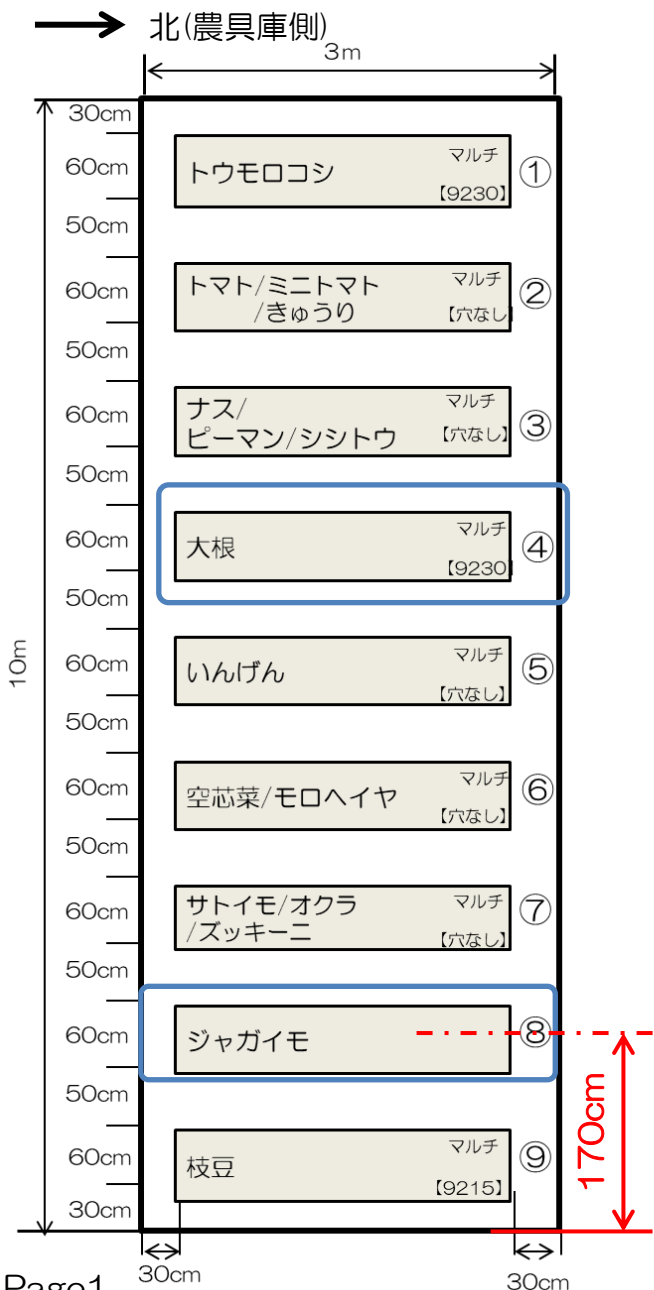 北(農具庫側)
3m
30cm
60cm
トウモロコシ
マルチ
【9230】
①
50cm
60cm
トマト/ミニトマト
/きゅうり
マルチ
【穴なし】
②
50cm
60cm
ナス/
ピーマン/シシトウ
マルチ
【穴なし】
③
50cm
60cm
大根
マルチ
【9230】
④
50cm
10m
60cm
いんげん
マルチ
【穴なし】
⑤
50cm
60cm
空芯菜/モロヘイヤ
マルチ
【穴なし】
⑥
50cm
60cm
サトイモ/オクラ
/ズッキーニ
マルチ
【穴なし】
⑦
50cm
60cm
ジャガイモ
⑧
170cm
50cm
60cm
枝豆
マルチ
【9215】
⑨
30cm
30cm
30cm
Page1